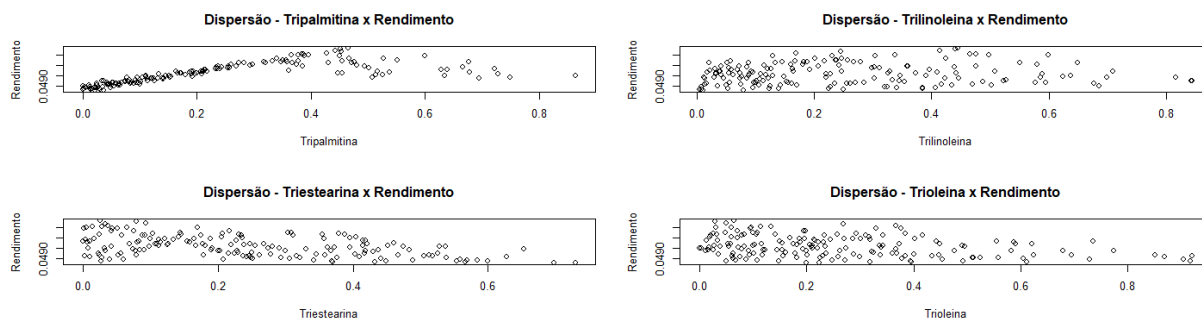 Dispersão - Tripalmitina x Rendimento
Rendimento
0.0490
0.0 0.2 0.4 0.6 0.8
Tripalmitina
Dispersão - Trilinoleina x Rendimento
Rendimento
0.0490
0.0 0.2 0.4 0.6 0.8
Trilinoleina
Dispersão - Triestearina x Rendimento
Rendimento
0.0490
0.0 0.2 0.4 0.6
Triestearina
Dispersão - Trioleina x Rendimento
Rendimento
0.0490
0.0 0.2 0.4 0.6 0.8
Trioleina